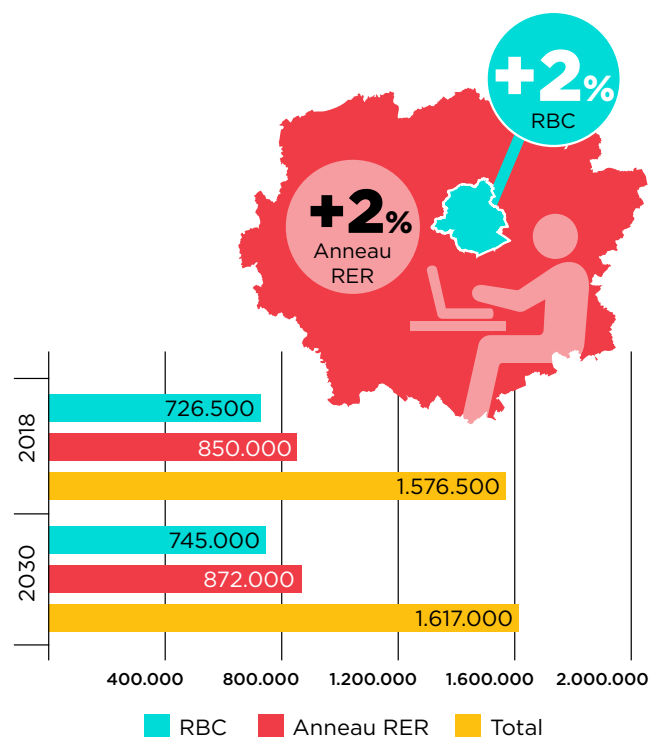 +2%
RBC
+2%
Anneau
RER
2018
726.500
850.000
1.576.500
2030
745.000
872.000
1.617.000
400.000 800.000 1.200.000 1.600.000 2.000.000
RBC Anneau RER Total